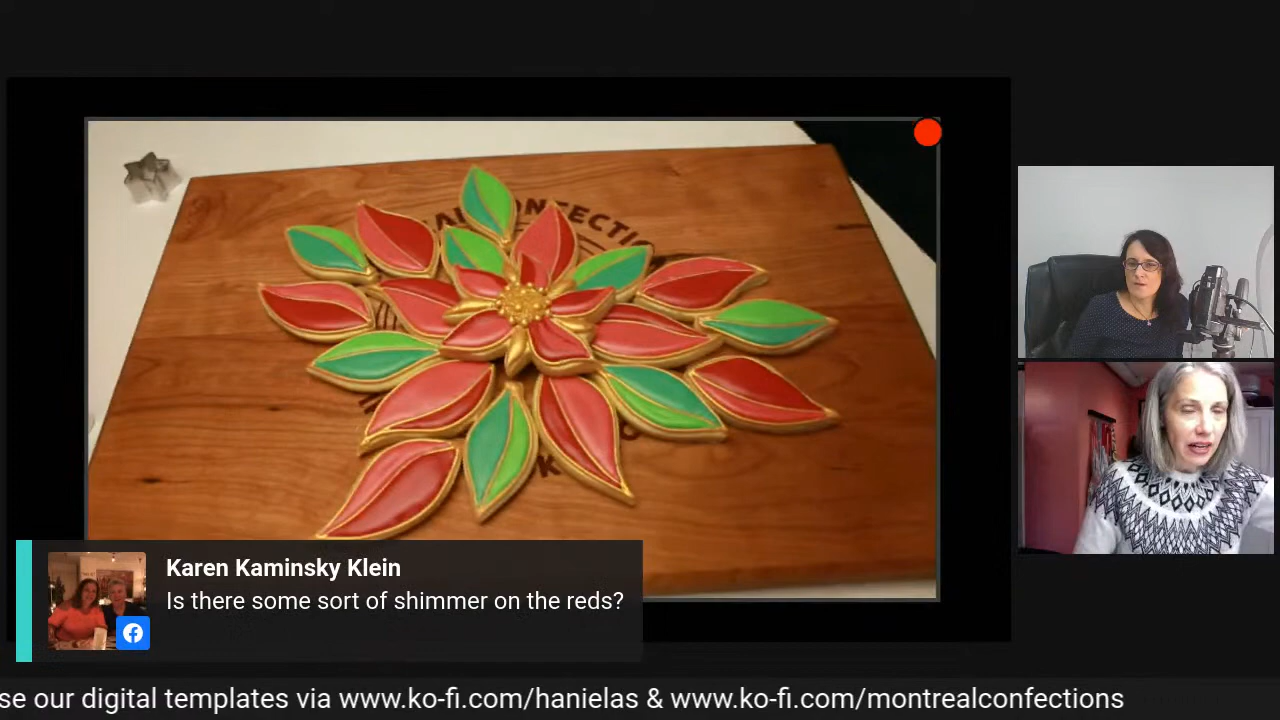 CONFECTIO
Karen Kaminsky Klein
Is there some sort of shimmer on the reds?
se our digital templates via www.ko-fi.com/hanielas & www.ko-fi.com/montrealconfections